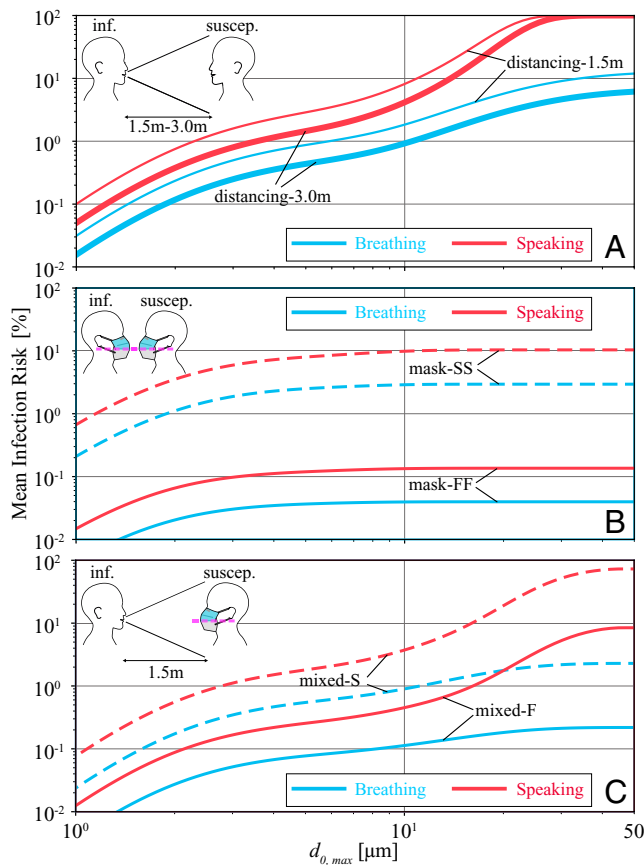 10²
inf.
suscep.
10¹
distancing-1.5m
10⁰
1.5m-3.0m
10⁻¹
distancing-3.0m
Breathing
Speaking
A
10⁻²
Mean Infection Risk [%]
10²
inf.
suscep.
Breathing
Speaking
10¹
mask-SS
10⁰
10⁻¹
mask-FF
B
10⁻²
10²
inf.
suscep.
10¹
1.5m
mixed-S
10⁰
mixed-F
10⁻¹
Breathing
Speaking
C
10⁻²
10⁰
10¹
50
d0, max [μm]